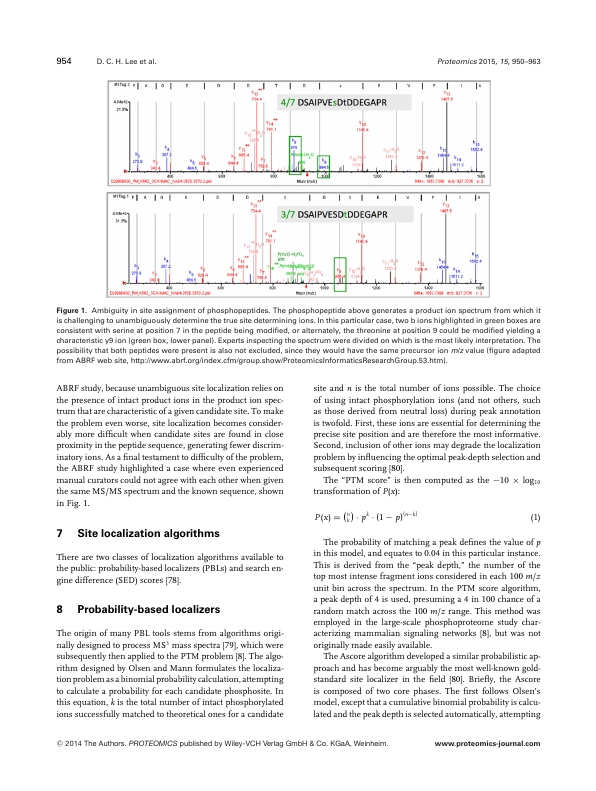 954 D. C. H. Lee et al. Proteomics 2015, 15, 950–963
4/7 DSAIPVEsDtDDEGAPR
3/7 DSAIPVESDtDDEGAPR
Figure 1. Ambiguity in site assignment of phosphopeptides. The phosphopeptide above generates a product ion spectrum from which it
is challenging to unambiguously determine the true site determining ions. In this particular case, two b ions highlighted in green boxes are
consistent with serine at position 7 in the peptide being modified, or alternately, the threonine at position 9 could be modified yielding a
characteristic y9 ion (green box, lower panel). Experts inspecting the spectrum were divided on which is the most likely interpretation. The
possibility that both peptides were present is also not excluded, since they would have the same precursor ion m/z value (figure adapted
from ABRF web site, http://www.abrf.org/index.cfm/group.show/ProteomicsInformaticsResearchGroup.53.htm).
ABRF study, because unambiguous site localization relies on
the presence of intact product ions in the product ion spec-
trum that are characteristic of a given candidate site. To make
the problem even worse, site localization becomes consider-
ably more difficult when candidate sites are found in close
proximity in the peptide sequence, generating fewer discrim-
inatory ions. As a final testament to difficulty of the problem,
the ABRF study highlighted a case where even experienced
manual curators could not agree with each other when given
the same MS/MS spectrum and the known sequence, shown
in Fig. 1.
7 Site localization algorithms
There are two classes of localization algorithms available to
the public: probability-based localizers (PBLs) and search en-
gine difference (SED) scores [78].
8 Probability-based localizers
The origin of many PBL tools stems from algorithms origi-
nally designed to process MS³ mass spectra [79], which were
subsequently then applied to the PTM problem [8]. The algo-
rithm designed by Olsen and Mann formulates the localiza-
tion problem as a binomial probability calculation, attempting
to calculate a probability for each candidate phosphosite. In
this equation, k is the total number of intact phosphorylated
ions successfully matched to theoretical ones for a candidate
site and n is the total number of ions possible. The choice
of using intact phosphorylation ions (and not others, such
as those derived from neutral loss) during peak annotation
is twofold. First, these ions are essential for determining the
precise site position and are therefore the most informative.
Second, inclusion of other ions may degrade the localization
problem by influencing the optimal peak-depth selection and
subsequent scoring [80].
The “PTM score” is then computed as the −10 × log₁₀
transformation of P(x):
P(x) = (n k) · pᵏ · (1 − p)⁽ⁿ⁻ᵏ⁾ (1)
The probability of matching a peak defines the value of p
in this model, and equates to 0.04 in this particular instance.
This is derived from the “peak depth,” the number of the
top most intense fragment ions considered in each 100 m/z
unit bin across the spectrum. In the PTM score algorithm,
a peak depth of 4 is used, presuming a 4 in 100 chance of a
random match across the 100 m/z range. This method was
employed in the large-scale phosphoproteome study char-
acterizing mammalian signaling networks [8], but was not
originally made easily available.
The Ascore algorithm developed a similar probabilistic ap-
proach and has become arguably the most well-known gold-
standard site localizer in the field [80]. Briefly, the Ascore
is composed of two core phases. The first follows Olsen’s
model, except that a cumulative binomial probability is calcu-
lated and the peak depth is selected automatically, attempting
© 2014 The Authors. PROTEOMICS published by Wiley-VCH Verlag GmbH & Co. KGaA, Weinheim. www.proteomics-journal.com